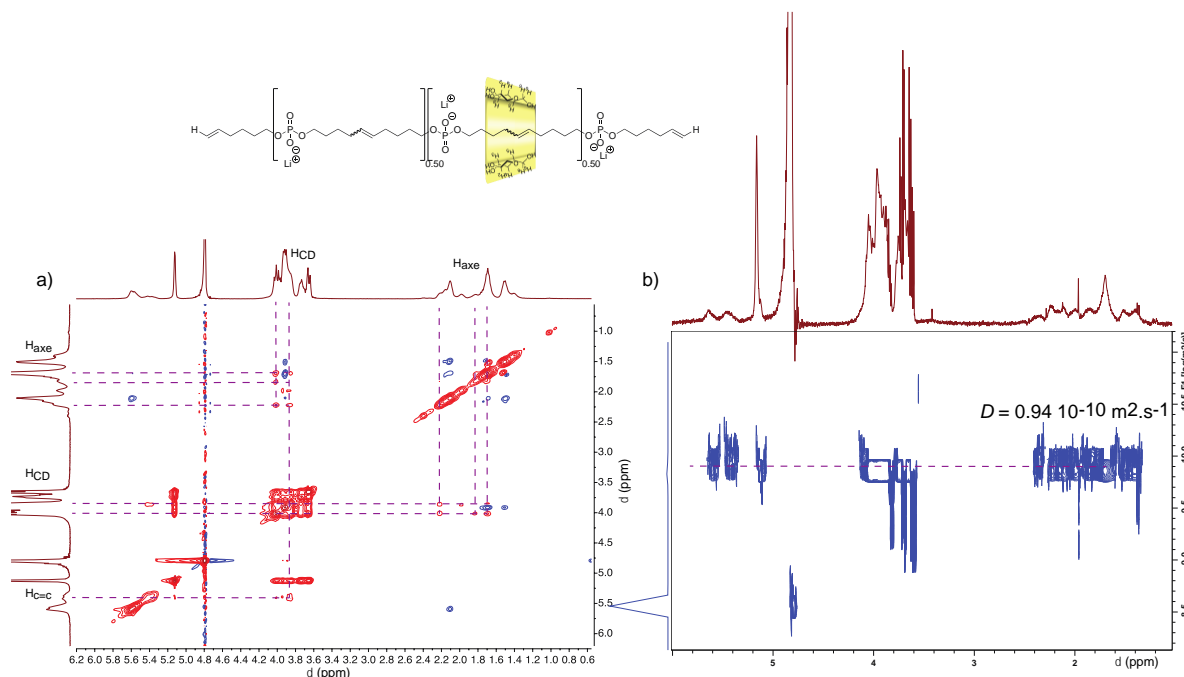 Li⊕
H
O
O
P
O
O
⊖
Li⊕
0.50
O
O
⊖
P
O
O
0.50
O
O
P
O
⊖O
Li⊕
H
a)
HCD
Haxe
Haxe
HCD
HC=C
1.0
1.5
2.0
2.5
3.0
3.5
4.0
4.5
5.0
5.5
6.0
d (ppm)
6.2 6.0 5.8 5.6 5.4 5.2 5.0 4.8 4.6 4.4 4.2 4.0 3.8 3.6 3.4 3.2 3.0 2.8 2.6 2.4 2.2 2.0 1.8 1.6 1.4 1.2 1.0 0.8 0.6
d (ppm)
b)
D = 0.94 10-10 m2.s-1
5 4 3 2
d (ppm)